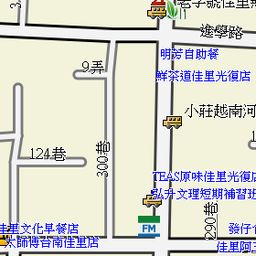 老字號佳里
進學路
明芳自助餐
9弄
鮮茶道佳里光復店
小莊越南河
300巷
124巷
TEAS原味佳里光復店
弘升文理短期補習班
290巷
佳里文化早餐店
FM
發仔
太師傅台南佳里店
佳里阿